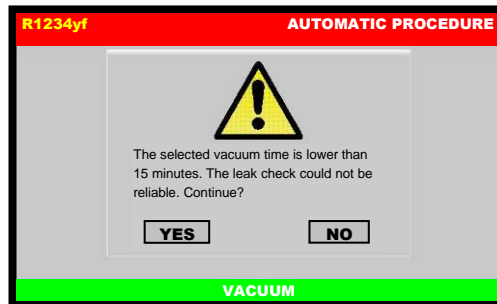 R1234yf AUTOMATIC PROCEDURE
The selected vacuum time is lower than
15 minutes. The leak check could not be
reliable. Continue?
YES NO
VACUUM